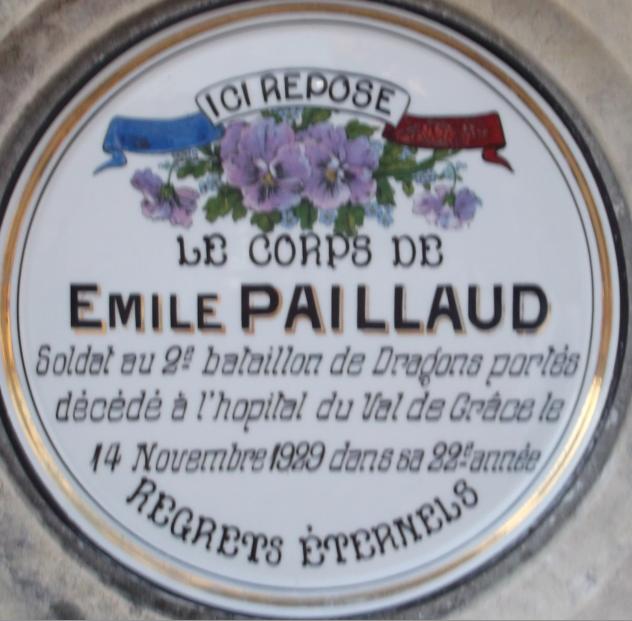 ICI REPOSE
LE CORPS DE
EMILE PAILLAUD
Soldat au 2e bataillon de Dragons portés
décédé à l'hopital du Val de Grâce le
14 Novembre 1929 dans sa 22e année
REGRETS ÉTERNELS